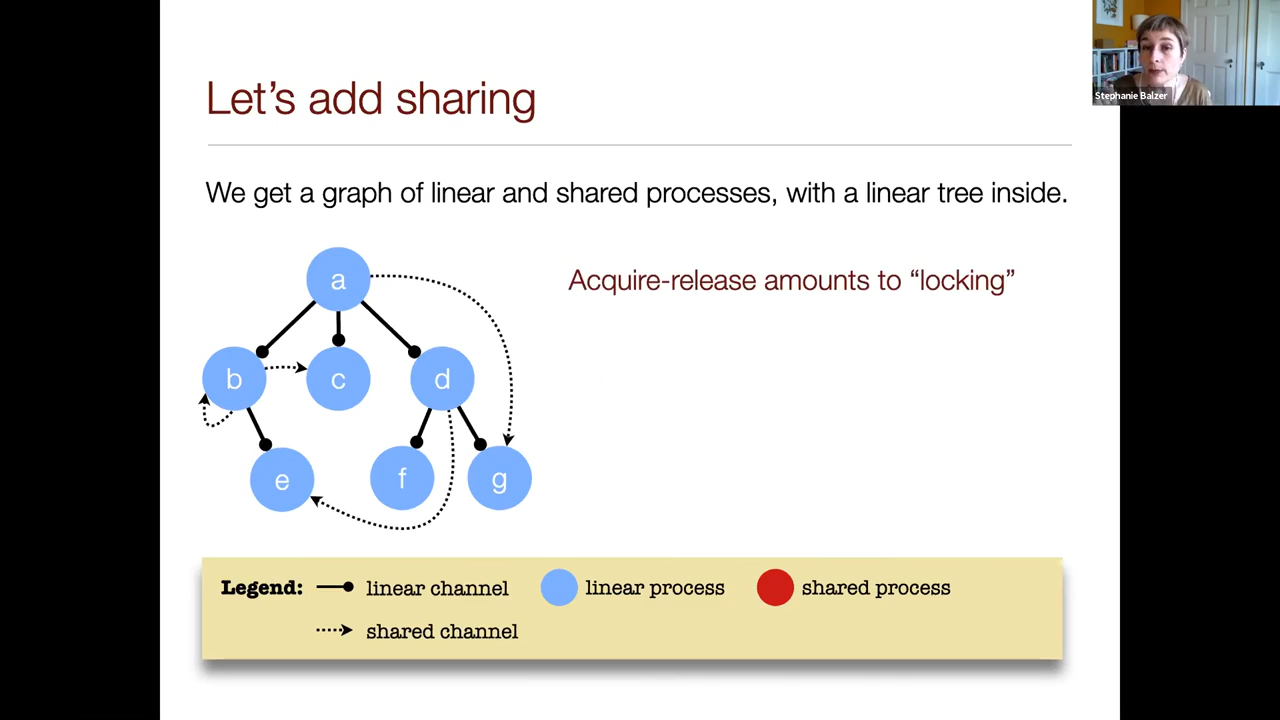 Stephanie Balzer
Let's add sharing
We get a graph of linear and shared processes, with a linear tree inside.
Acquire-release amounts to “locking”
a
b
c
d
e
f
g
Legend: linear channel linear process shared process
shared channel